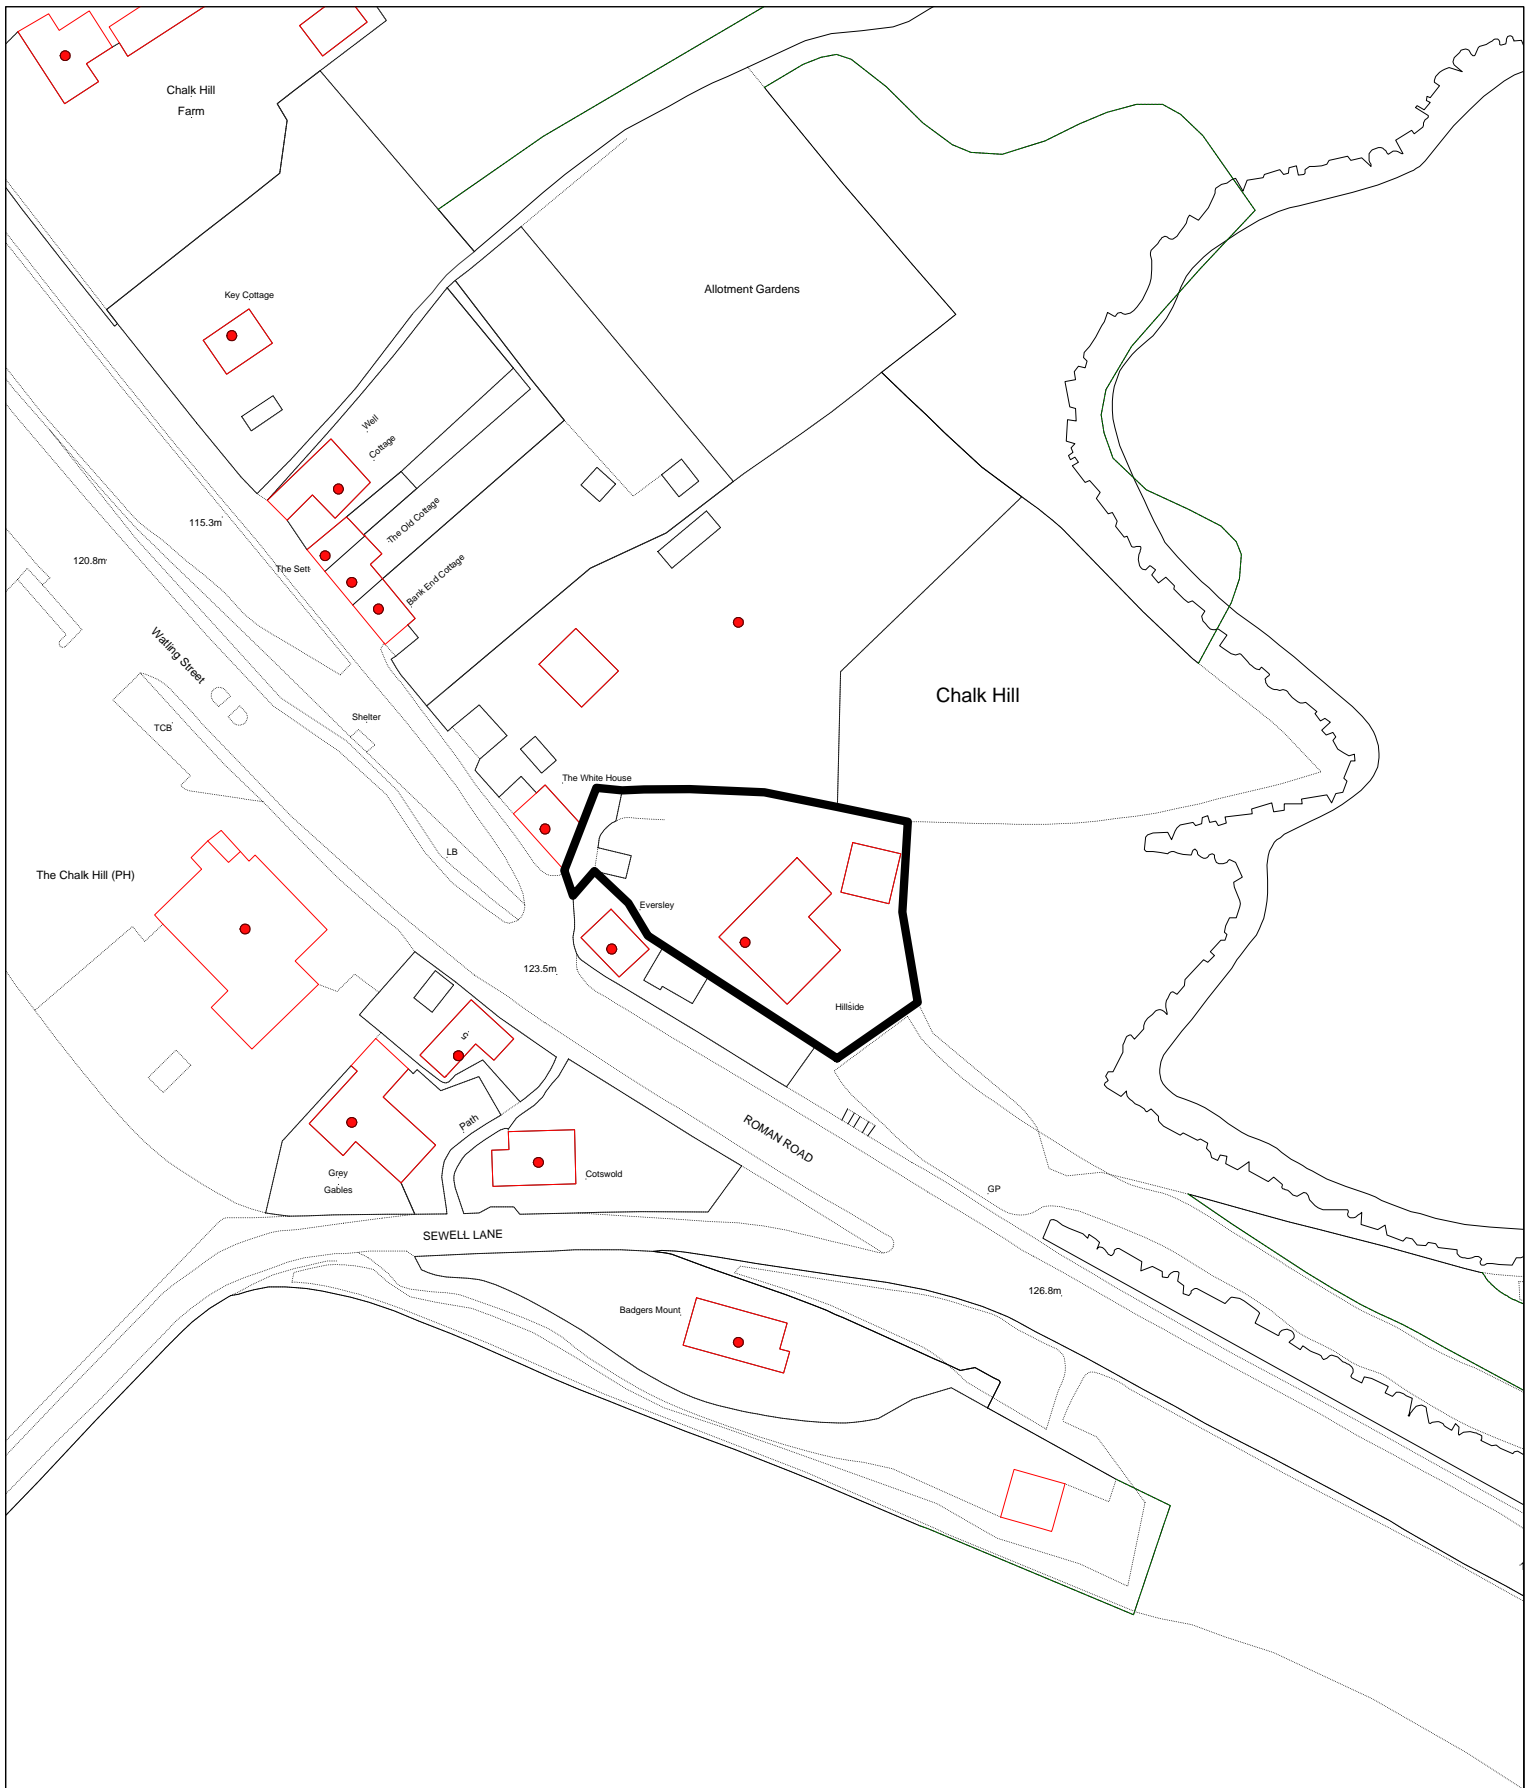 Chalk Hill
Farm
Key Cottage
Allotment Gardens
Well
Cottage
The Old Cottage
115.3m
120.8m
The Sett
Bank End Cottage
Watling Street
Chalk Hill
Shelter
TCB
The White House
LB
The Chalk Hill (PH)
Eversley
123.5m
Hillside
S
Path
ROMAN ROAD
Grey
Gables
Cotswold
GP
SEWELL LANE
126.8m
Badgers Mount